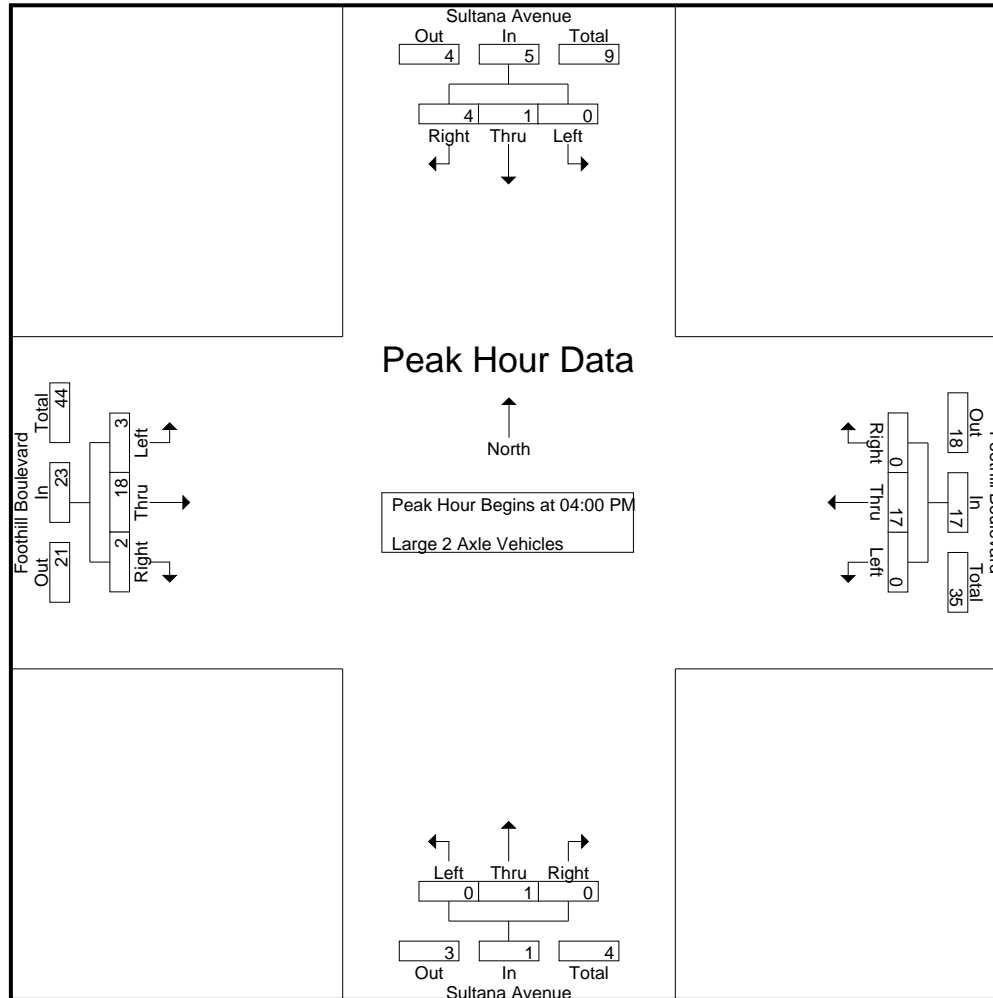 Sultana Avenue
Out In Total
4 5 9
4 1 0
Right Thru Left
Peak Hour Data
North
Peak Hour Begins at 04:00 PM
Large 2 Axle Vehicles
Foothill Boulevard
Total In Out
44 23 21
3 18 2
Left Thru Right
Right Thru Left
0 17 0
18 17 35
Out In Total
Left Thru Right
0 1 0
3 1 4
Out In Total
Sultana Avenue